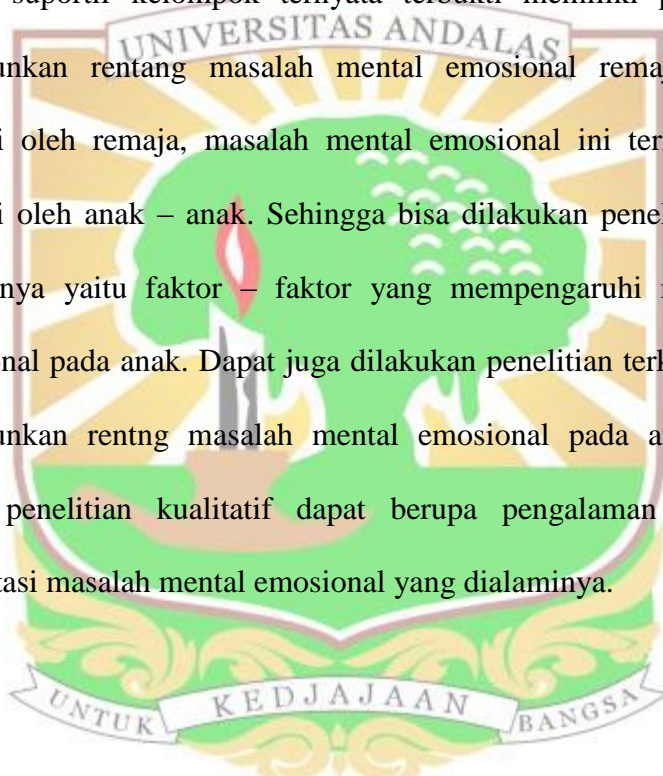 suportif kelompok ternyata terbukti memiliki
UNIVERSITAS ANDALAS
unkan rentang masalah mental emosional remaj
i oleh remaja, masalah mental emosional ini ter
i oleh anak – anak. Sehingga bisa dilakukan pene
nya yaitu faktor – faktor yang mempengaruhi
nal pada anak. Dapat juga dilakukan penelitian ter
unkan rentng masalah mental emosional pada a
penelitian kualitatif dapat berupa pengalaman
tasi masalah mental emosional yang dialaminya.
UNTUK KEDJAJAAN BANGSA